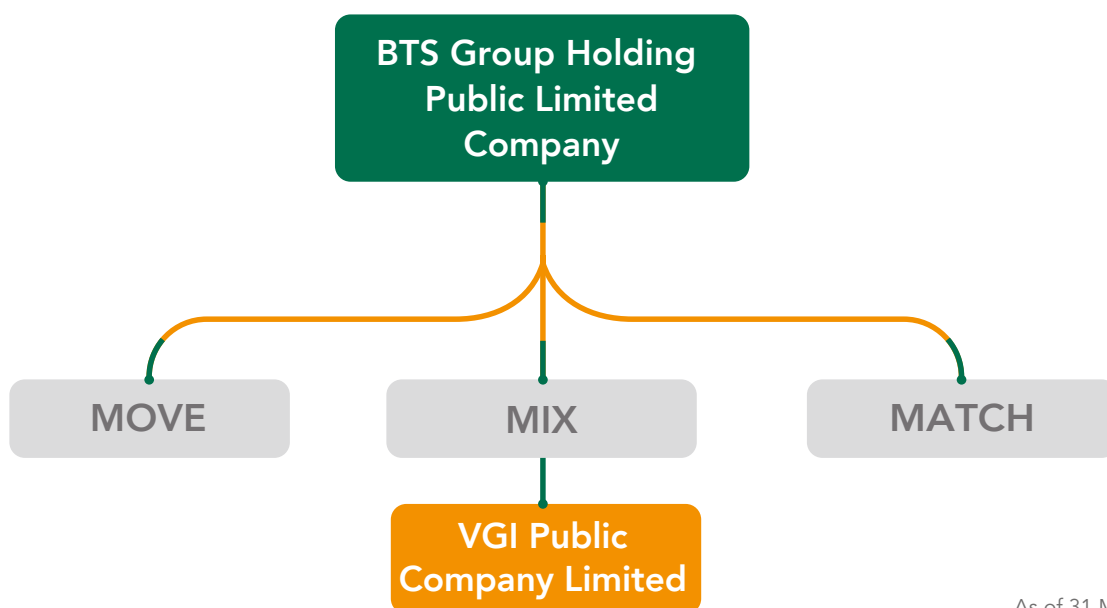 BTS Group Holding
Public Limited
Company
MOVE
MIX
MATCH
VGI Public
Company Limited
As of 31 M